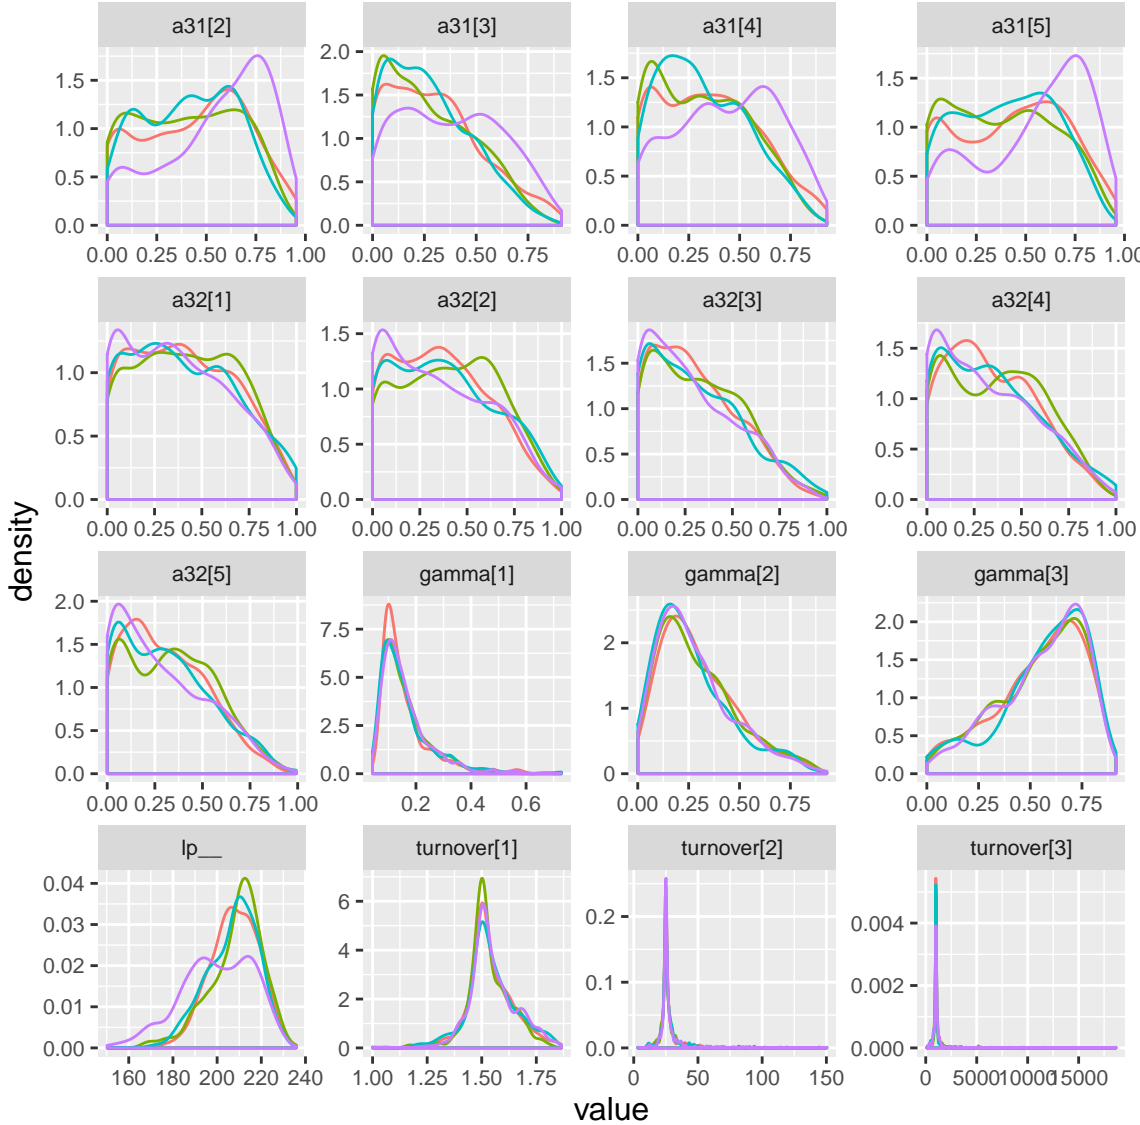 a31[2] a31[3] a31[4] a31[5]
1.5 2.0 1.5 1.5
1.0 1.5 1.0 1.0
0.5 1.0 0.5 0.5
0.0 0.5 0.0 0.0
0.0
0.00 0.25 0.50 0.75 1.00 0.00 0.25 0.50 0.75 0.00 0.25 0.50 0.75 0.00 0.25 0.50 0.75 1.00
a32[1] a32[2] a32[3] a32[4]
1.0 1.5 1.5 1.5
0.5 1.0 1.0 1.0
0.0 0.5 0.5 0.5
0.0 0.0 0.0
0.00 0.25 0.50 0.75 1.00 0.00 0.25 0.50 0.75 1.00 0.00 0.25 0.50 0.75 1.00 0.00 0.25 0.50 0.75 1.00
density
a32[5] gamma[1] gamma[2] gamma[3]
2.0 7.5 2 2.0
1.5 5.0 1 1.5
1.0 2.5 0 1.0
0.5 0.0 0.5
0.0 0.0
0.00 0.25 0.50 0.75 1.00 0.2 0.4 0.6 0.00 0.25 0.50 0.75 0.00 0.25 0.50 0.75
lp__ turnover[1] turnover[2] turnover[3]
0.04 6 0.2 0.004
0.03 4 0.1 0.002
0.02 2 0.0 0.000
0.01 0
0.00
160 180 200 220 240 1.00 1.25 1.50 1.75 0 50 100 150 0 5000 10000 15000
value